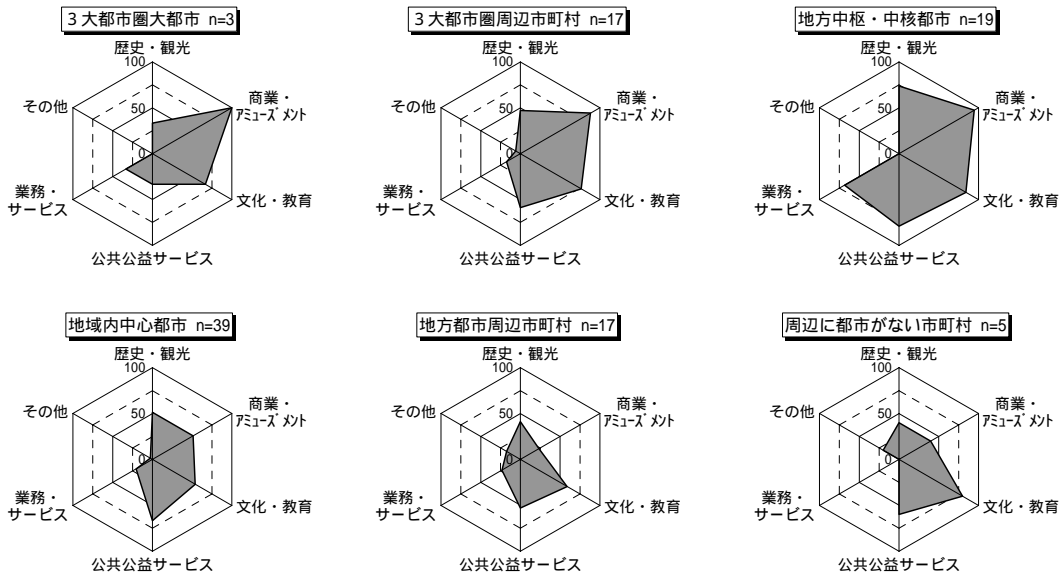 3大都市圏大都市 n=3
歴史・観光
100
商業・
アミューズメント
その他
50
0
業務・
サービス
文化・教育
公共公益サービス
3大都市圏周辺市町村 n=17
歴史・観光
100
商業・
アミューズメント
その他
50
0
業務・
サービス
文化・教育
公共公益サービス
地方中枢・中核都市 n=19
歴史・観光
100
商業・
アミューズメント
その他
50
0
業務・
サービス
文化・教育
公共公益サービス
地域内中心都市 n=39
歴史・観光
100
商業・
アミューズメント
その他
50
0
業務・
サービス
文化・教育
公共公益サービス
地方都市周辺市町村 n=17
歴史・観光
100
商業・
アミューズメント
その他
50
0
業務・
サービス
文化・教育
公共公益サービス
周辺に都市がない市町村 n=5
歴史・観光
100
商業・
アミューズメント
その他
50
0
業務・
サービス
文化・教育
公共公益サービス